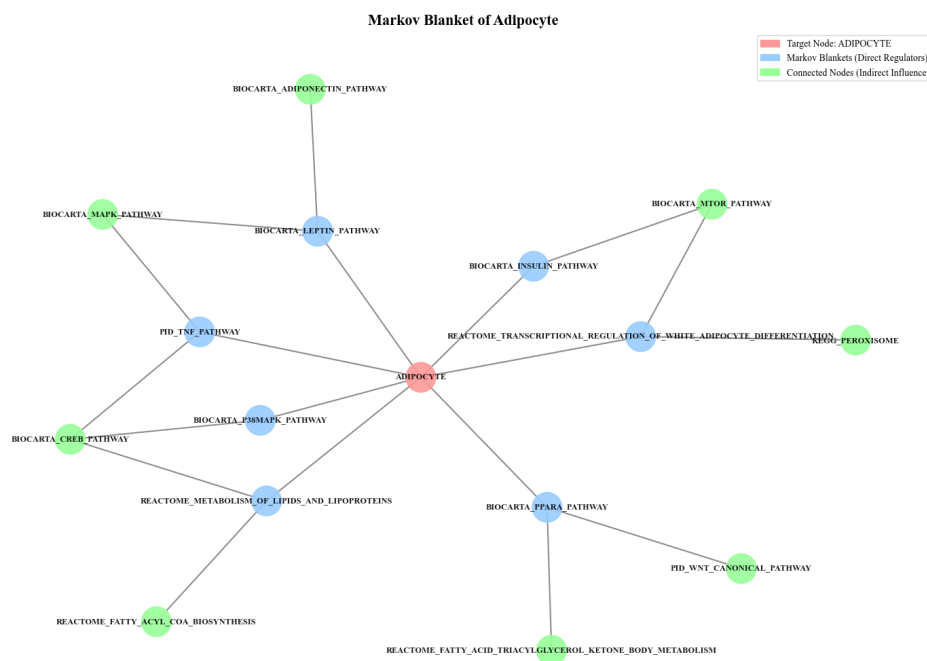 Markov Blanket of Adipocyte
Target Node: ADIPOCYTE
Markov Blankets (Direct Regulators)
Connected Nodes (Indirect Influence
BIOCARTA_ADIPONECTIN_PATHWAY
BIOCARTA_MAPK_PATHWAY
BIOCARTA_MTOR_PATHWAY
BIOCARTA_LEPTIN_PATHWAY
BIOCARTA_INSULIN_PATHWAY
PID_TNF_PATHWAY
REACTOME_TRANSCRIPTIONAL_REGULATION_OF_WHITE_ADIPOCYTE_DIFFERENTIATION
KEGG_PEROXISOME
ADIPOCYTE
BIOCARTA_P38MAPK_PATHWAY
BIOCARTA_CREB_PATHWAY
REACTOME_METABOLISM_OF_LIPIDS_AND_LIPOPROTEINS
BIOCARTA_PPARA_PATHWAY
PID_WNT_CANONICAL_PATHWAY
REACTOME_FATTY_ACYL_COA_BIOSYNTHESIS
REACTOME_FATTY_ACID_TRIACYLGLYCEROL_KETONE_BODY_METABOLISM